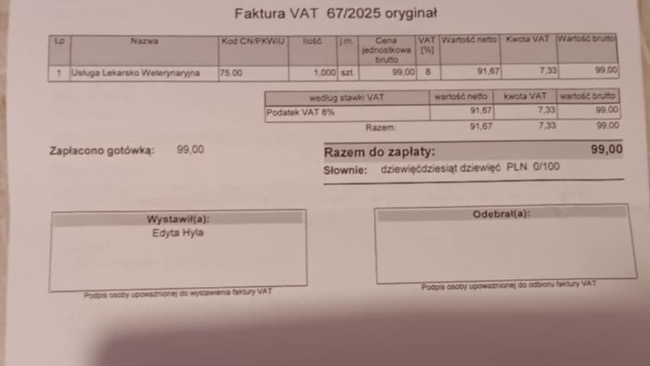 Faktura VAT 67/2025 oryginał
Lp Nazwa Kod CN/PKWiU Ilość j.m. Cena jednostkowa brutto VAT [%] Wartość netto Kwota VAT Wartość brutto
1 Usługa Lekarsko Weterynaryjna 75.00 1,000 szt. 99,00 8 91,67 7,33 99,00
według stawki VAT wartość netto kwota VAT wartość brutto
Podatek VAT 8% 91,67 7,33 99,00
Razem: 91,67 7,33 99,00
Zapłacono gotówką: 99,00
Razem do zapłaty: 99,00
Słownie: dziewięćdziesiąt dziewięć PLN 0/100
Wystawił(a):
Edyta Hyla
Odebrał(a):
Podpis osoby upoważnionej do wystawienia faktury VAT
Podpis osoby upoważnionej do odbioru faktury VAT